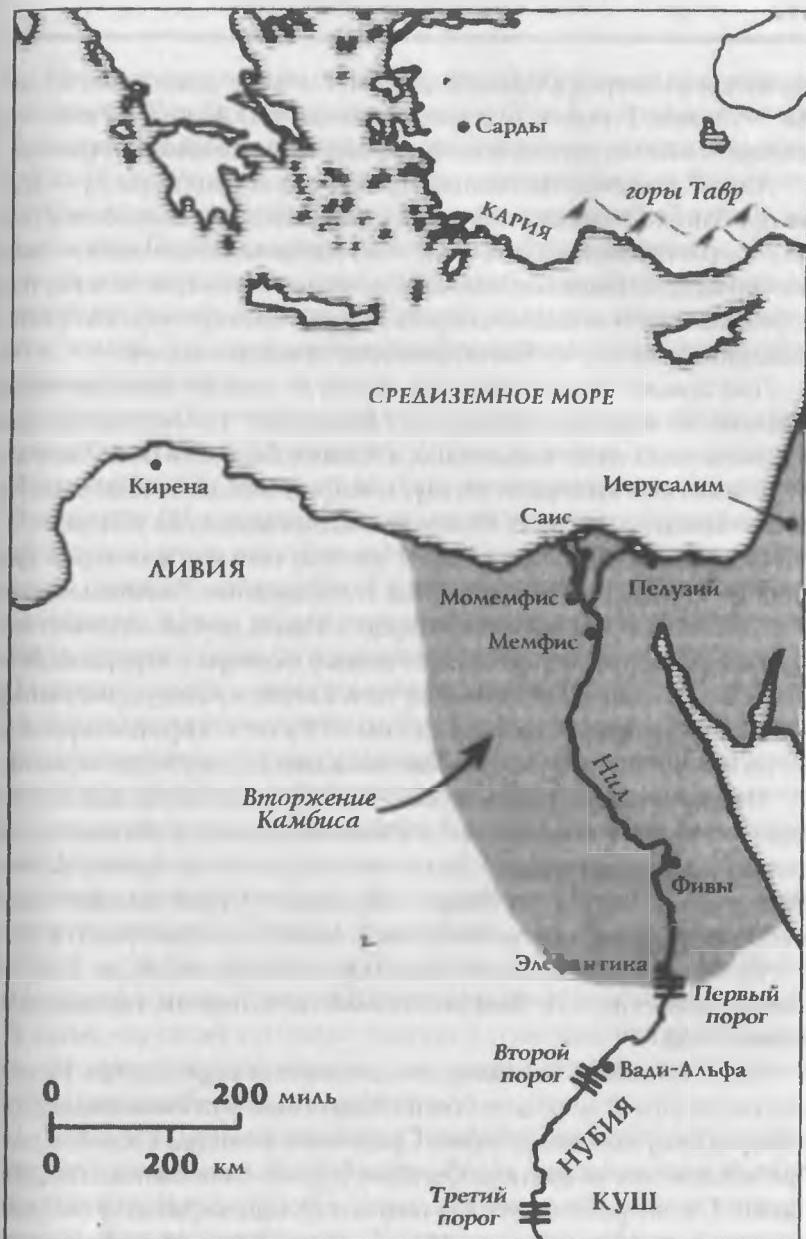 Сарды
горы Тавр
КАРИЯ
СРЕДИЗЕМНОЕ МОРЕ
Кирена
Иерусалим
Саис
ЛИВИЯ
Момемфис
Пелузий
Мемфис
Нил
Вторжение
Камбиса
Фивы
Элефантика
Первый
порог
Второй
порог
Вади-Альфа
0 200 миль
НУБИЯ
0 200 км
Третий
порог
КУШ